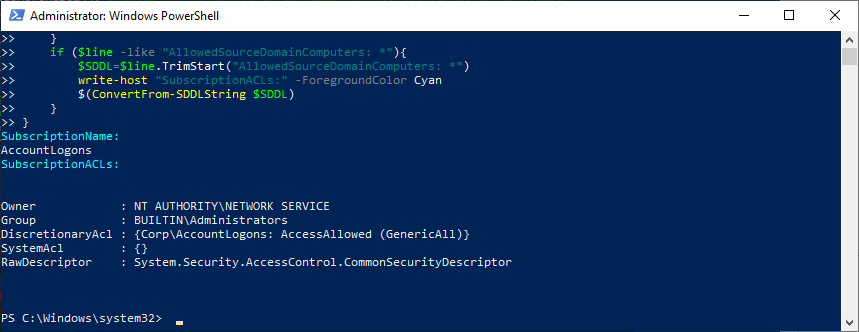 Administrator: Windows PowerShell
>>     }
>>     if ($line -like "AllowedSourceDomainComputers: *"){
>>         $SDDL=$line.TrimStart("AllowedSourceDomainComputers: *")
>>         write-host "SubscriptionACLs:" -ForegroundColor Cyan
>>         $(ConvertFrom-SDDLString $SDDL)
>>     }
>> }
SubscriptionName:
AccountLogons
SubscriptionACLs:
Owner            : NT AUTHORITY\NETWORK SERVICE
Group            : BUILTIN\Administrators
DiscretionaryAcl : {Corp\AccountLogons: AccessAllowed (GenericAll)}
SystemAcl        : {}
RawDescriptor    : System.Security.AccessControl.CommonSecurityDescriptor
PS C:\Windows\system32>